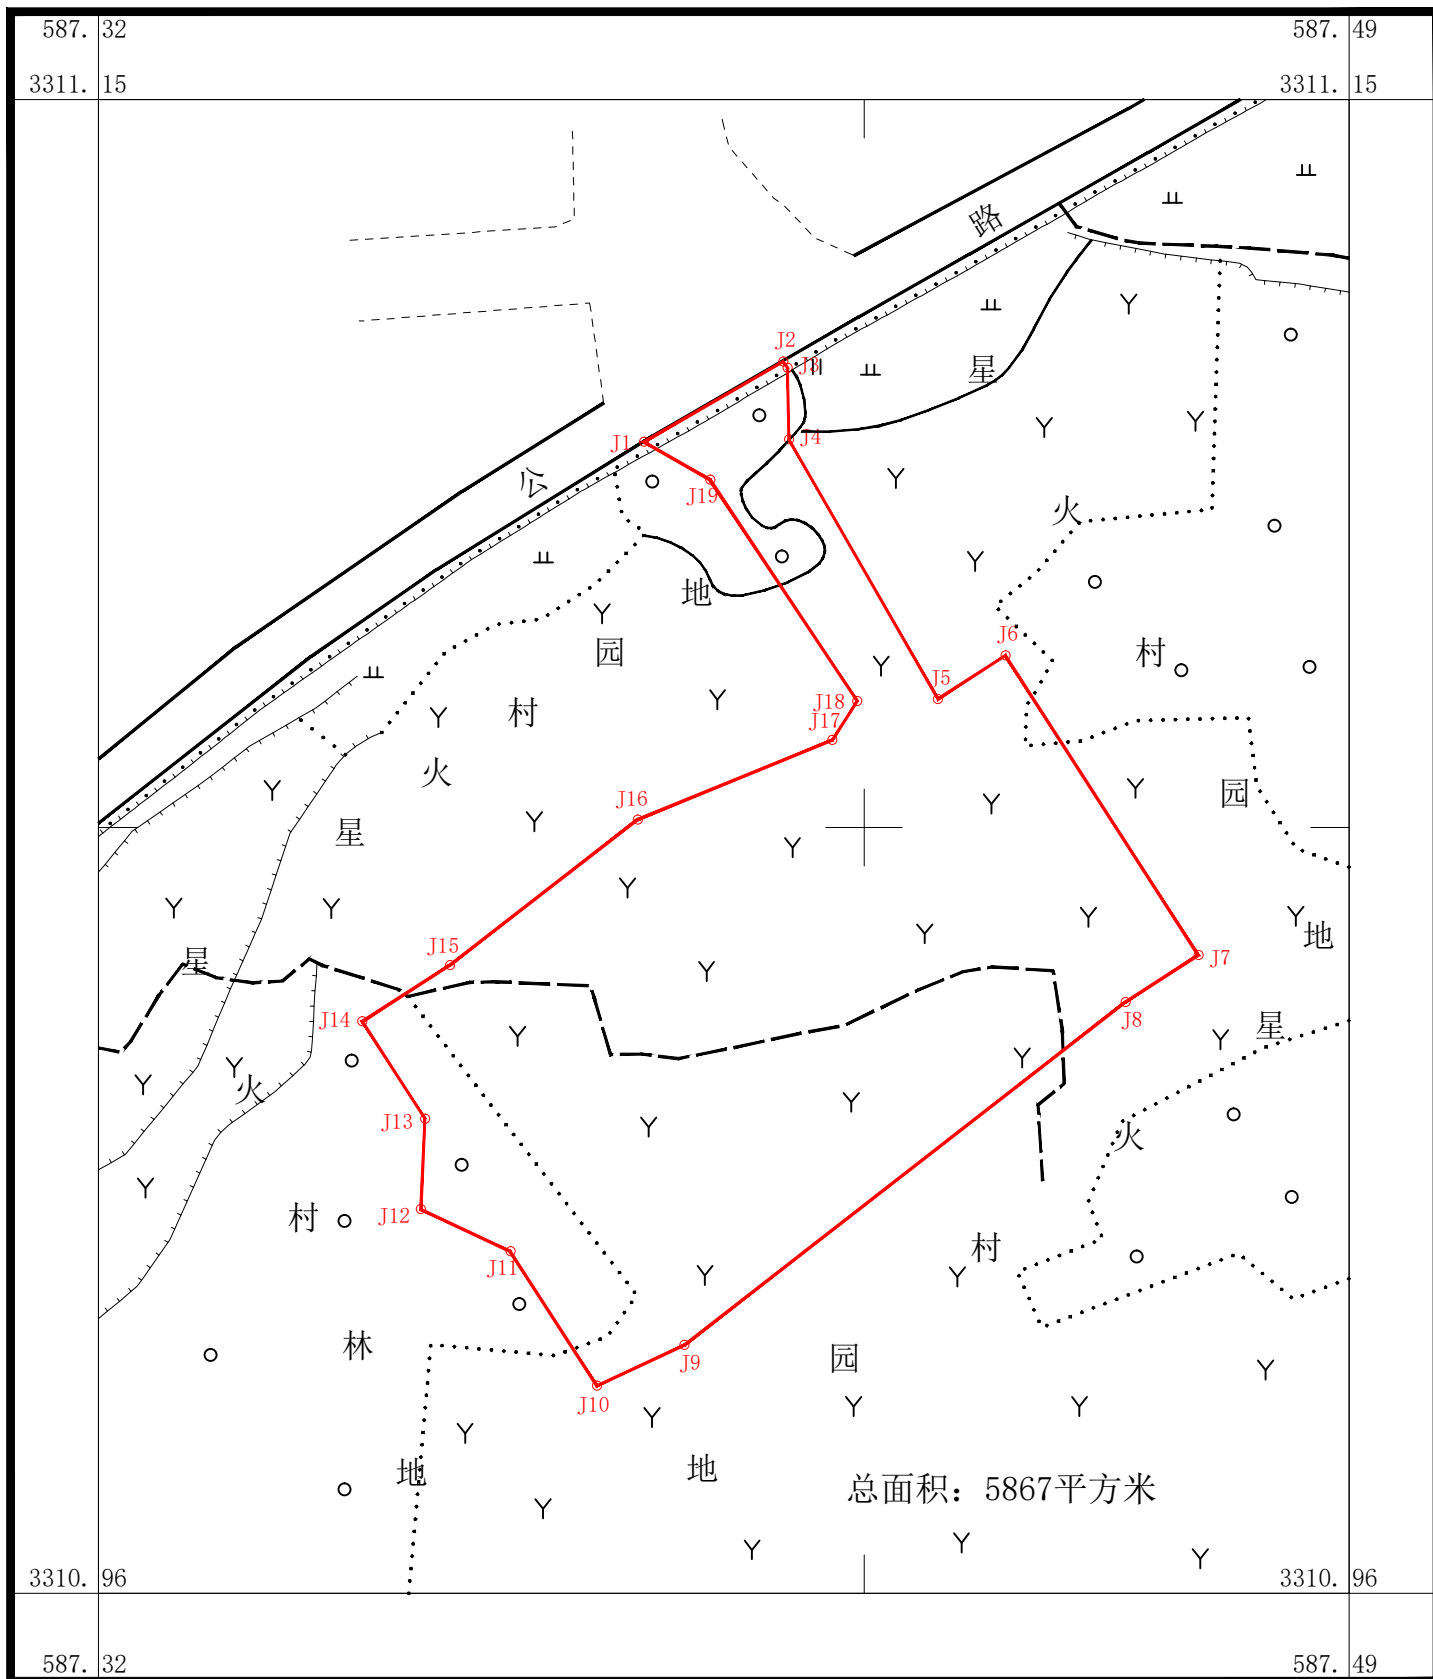 587. 32
587. 49
3311. 15
3311. 15
路
J2
J3
星
J1
J4
公
J19
火
地
园
J6
村
村
J5
J18
J17
火
园
J16
星
J15
星
地
J7
J14
J8
星
火
J13
火
村
J12
村
J11
林
J9
园
J10
地
地
总面积：5867平方米
3310. 96
3310. 96
587. 32
587. 49